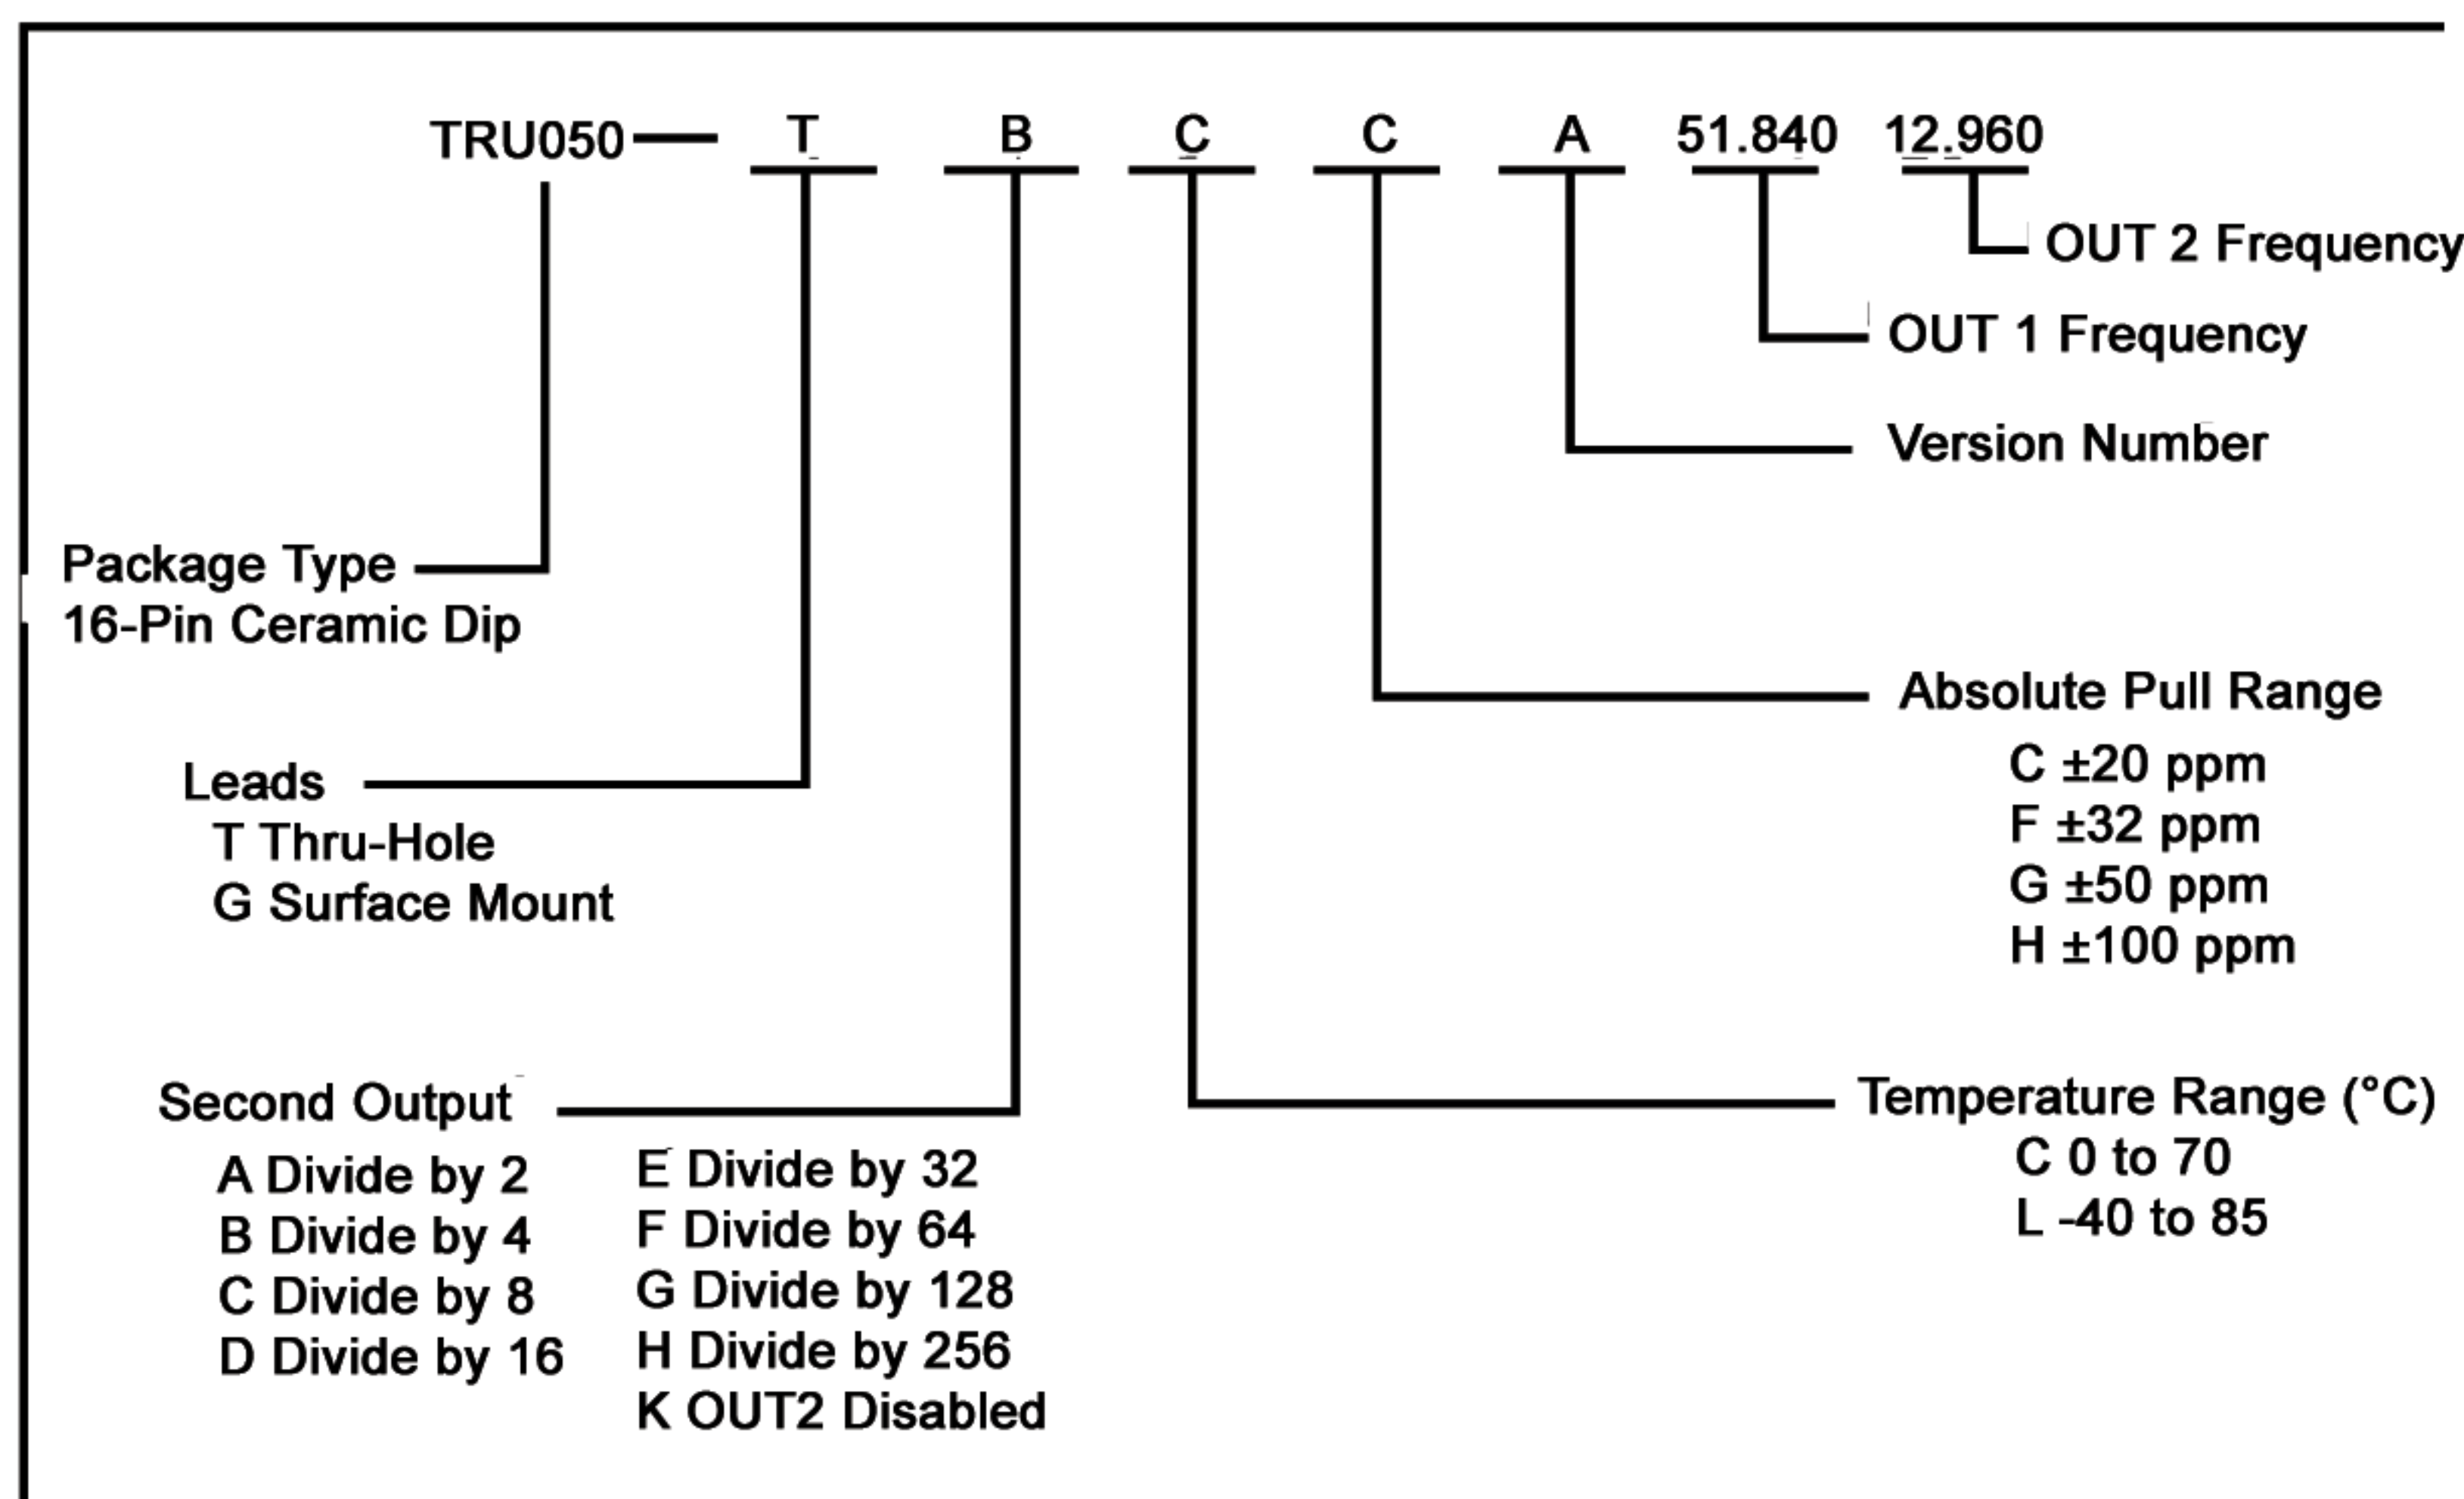 TRU050 — T B C C A 51.840 12.960
OUT 2 Frequency
OUT 1 Frequency
Version Number
Package Type
16-Pin Ceramic Dip
Absolute Pull Range
C ±20 ppm
F ±32 ppm
G ±50 ppm
H ±100 ppm
Leads
T Thru-Hole
G Surface Mount
Second Output
A Divide by 2
B Divide by 4
C Divide by 8
D Divide by 16
E Divide by 32
F Divide by 64
G Divide by 128
H Divide by 256
K OUT2 Disabled
Temperature Range (°C)
C 0 to 70
L -40 to 85